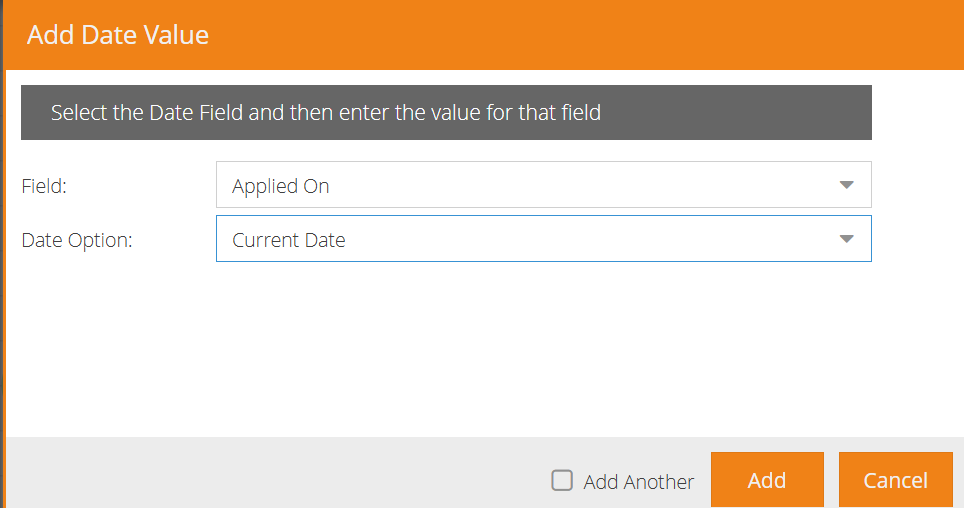 Add Date Value
Select the Date Field and then enter the value for that field
Field: Applied On
Date Option: Current Date
Add Another Add Cancel